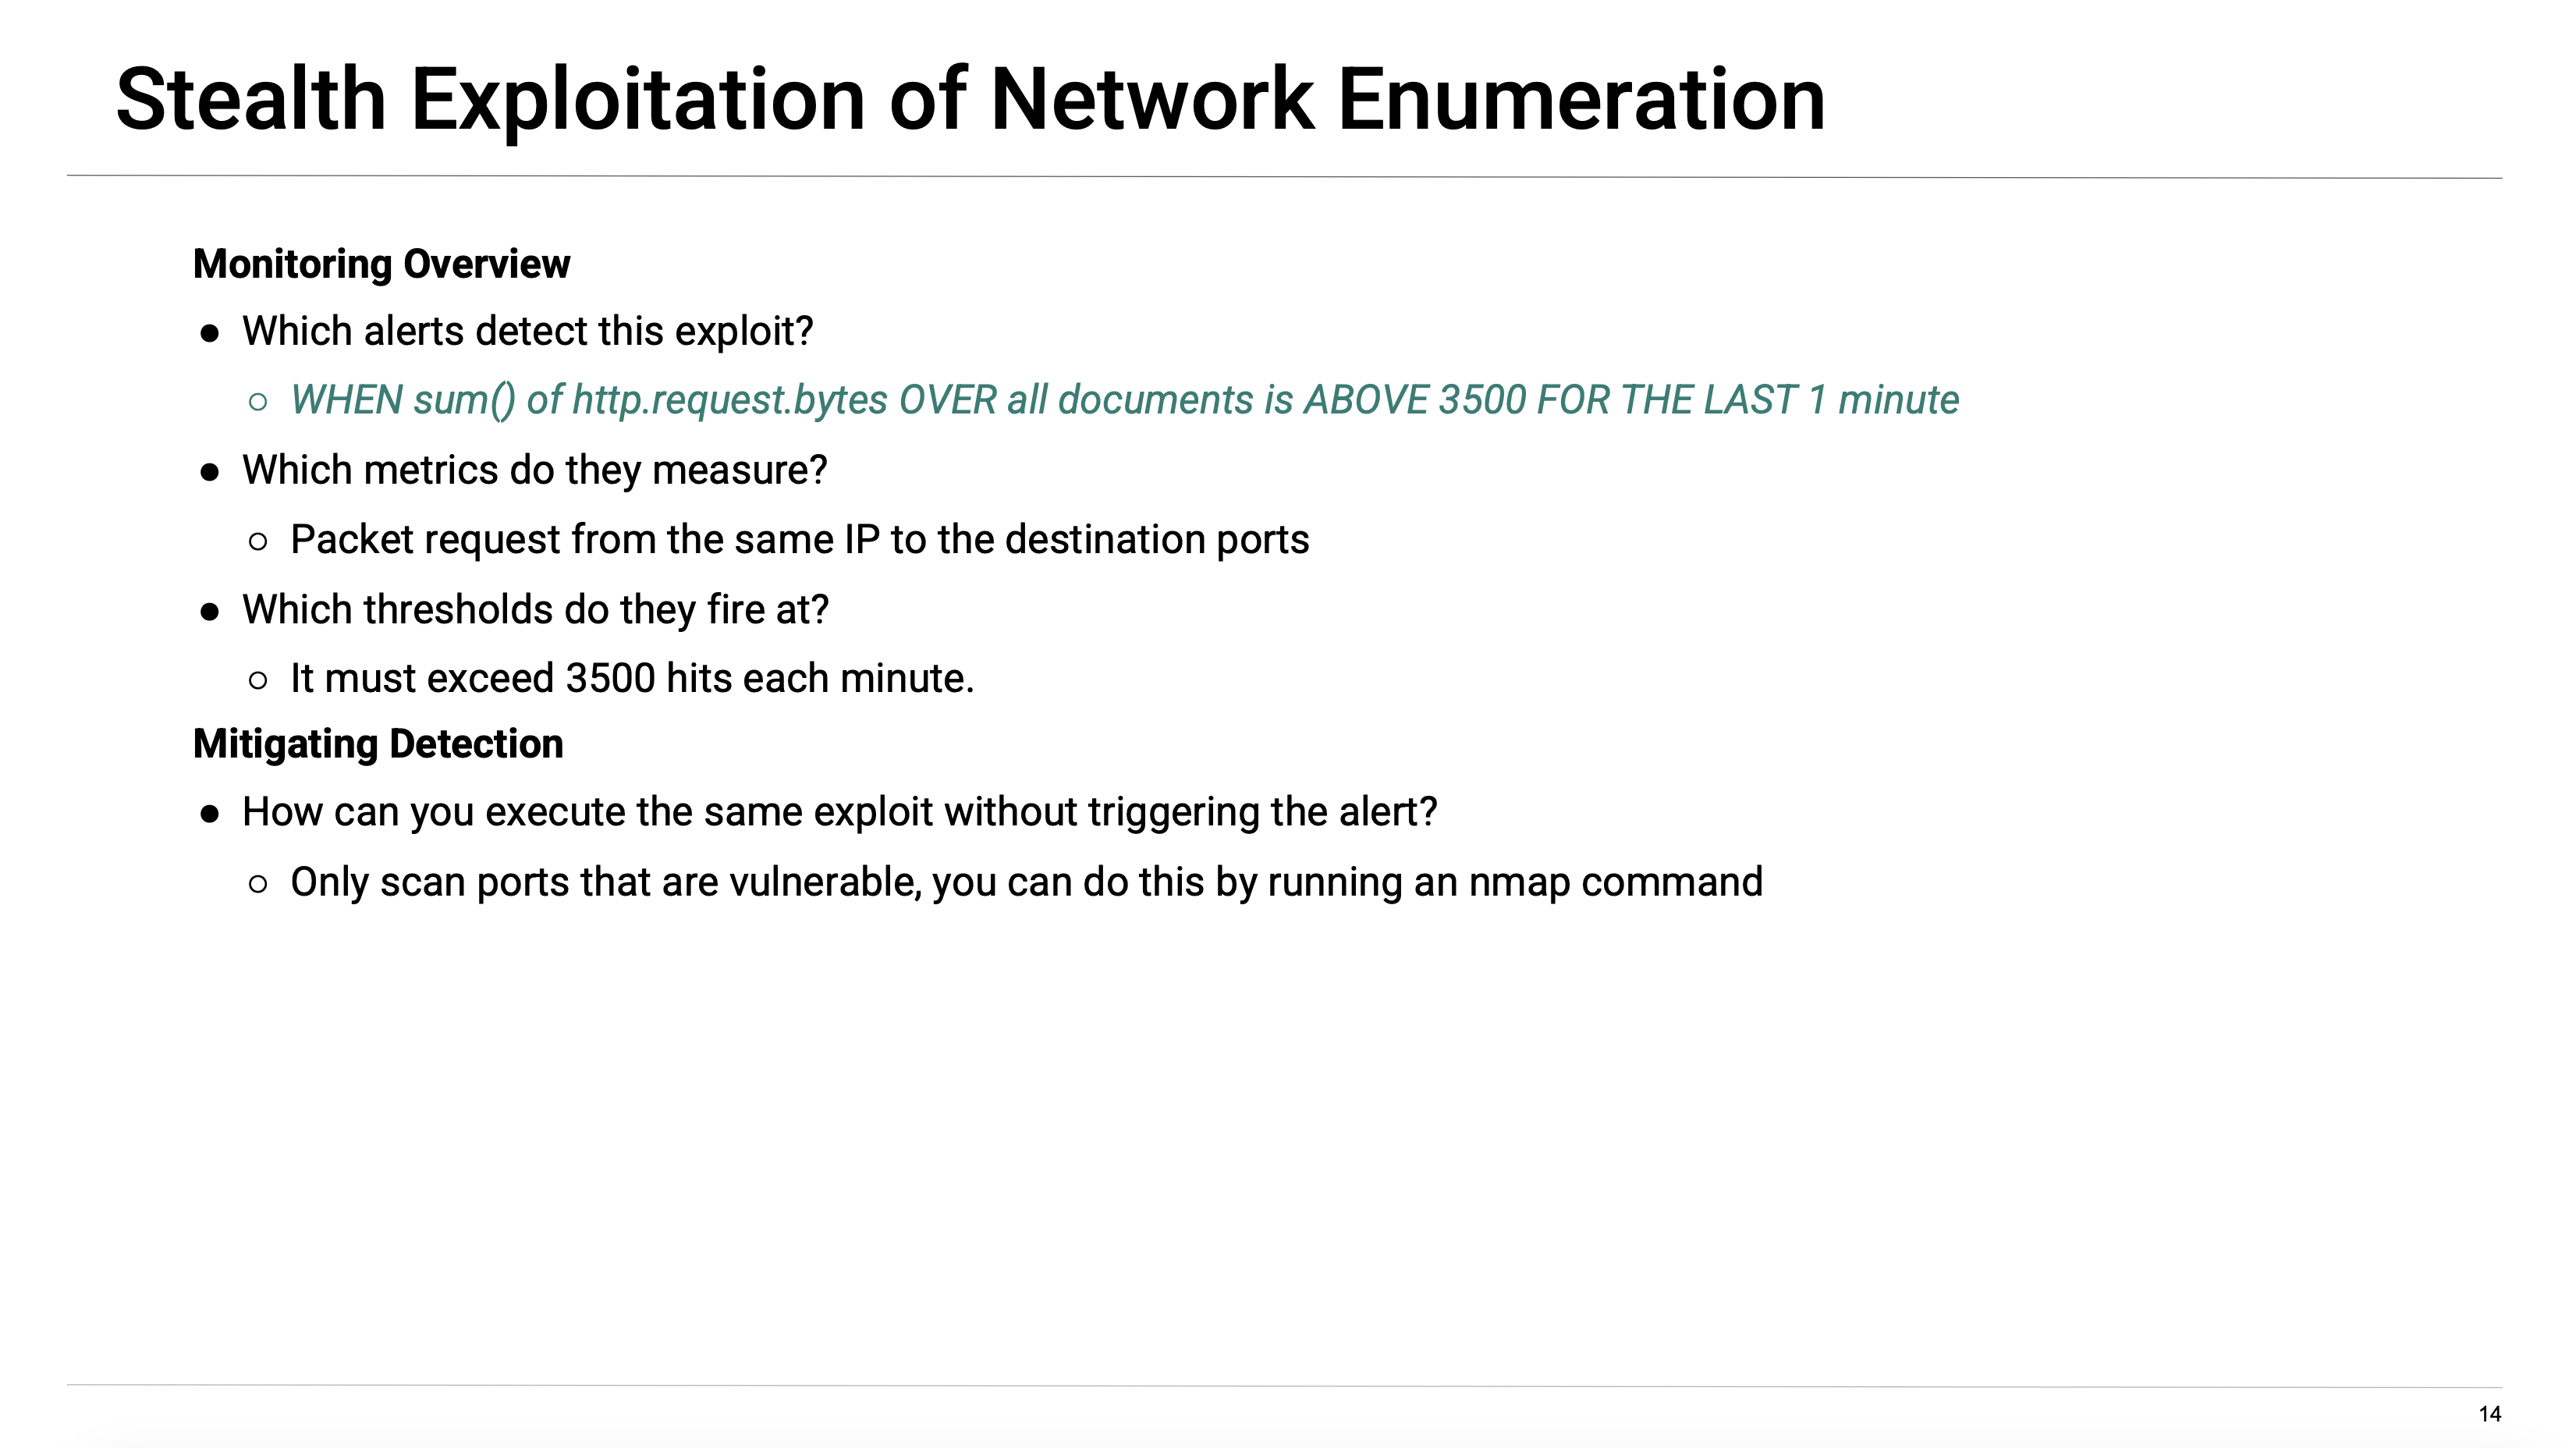 Stealth Exploitation of Network Enumeration
Monitoring Overview
● Which alerts detect this exploit?
○ WHEN sum() of http.request.bytes OVER all documents is ABOVE 3500 FOR THE LAST 1 minute
● Which metrics do they measure?
○ Packet request from the same IP to the destination ports
● Which thresholds do they fire at?
○ It must exceed 3500 hits each minute.
Mitigating Detection
● How can you execute the same exploit without triggering the alert?
○ Only scan ports that are vulnerable, you can do this by running an nmap command
14